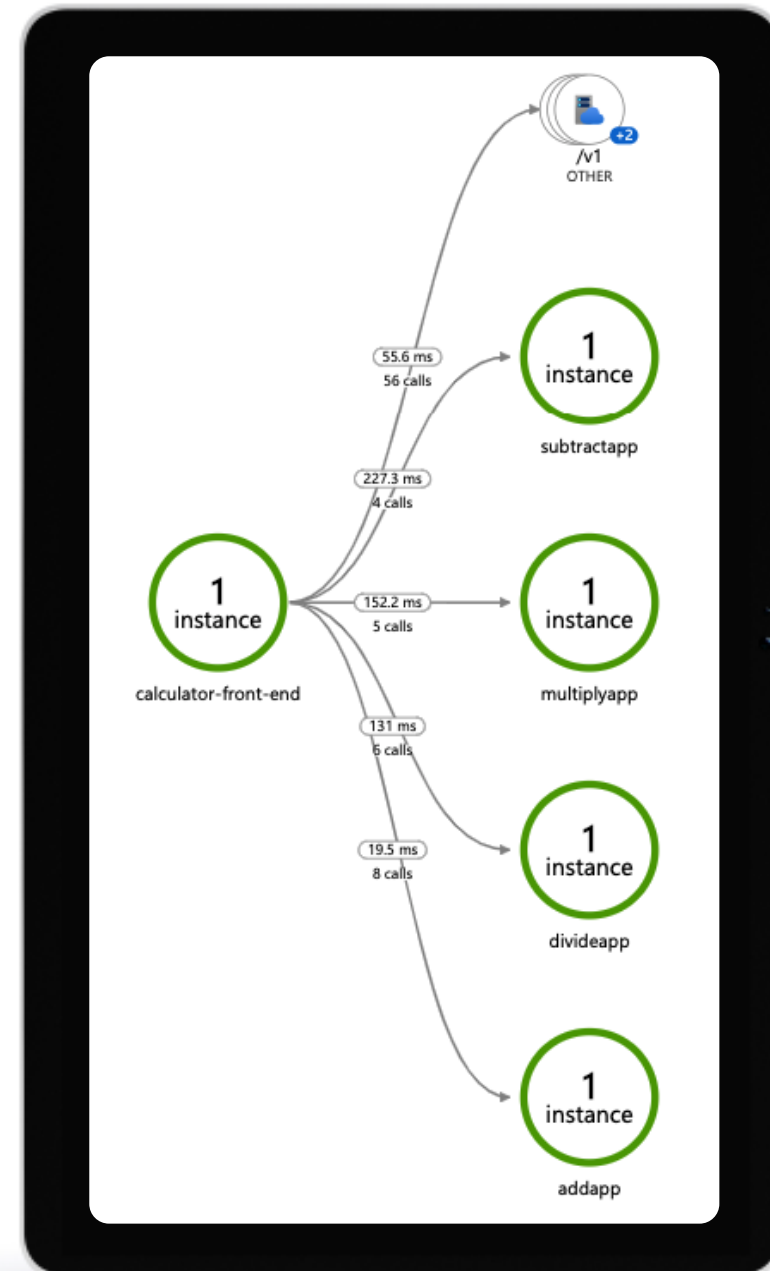 +2
/v1
OTHER
55.6 ms
56 calls
1
instance
subtractapp
227.3 ms
4 calls
1
instance
calculator-front-end
152.2 ms
5 calls
1
instance
multiplyapp
131 ms
6 calls
1
instance
divideapp
19.5 ms
8 calls
1
instance
addapp